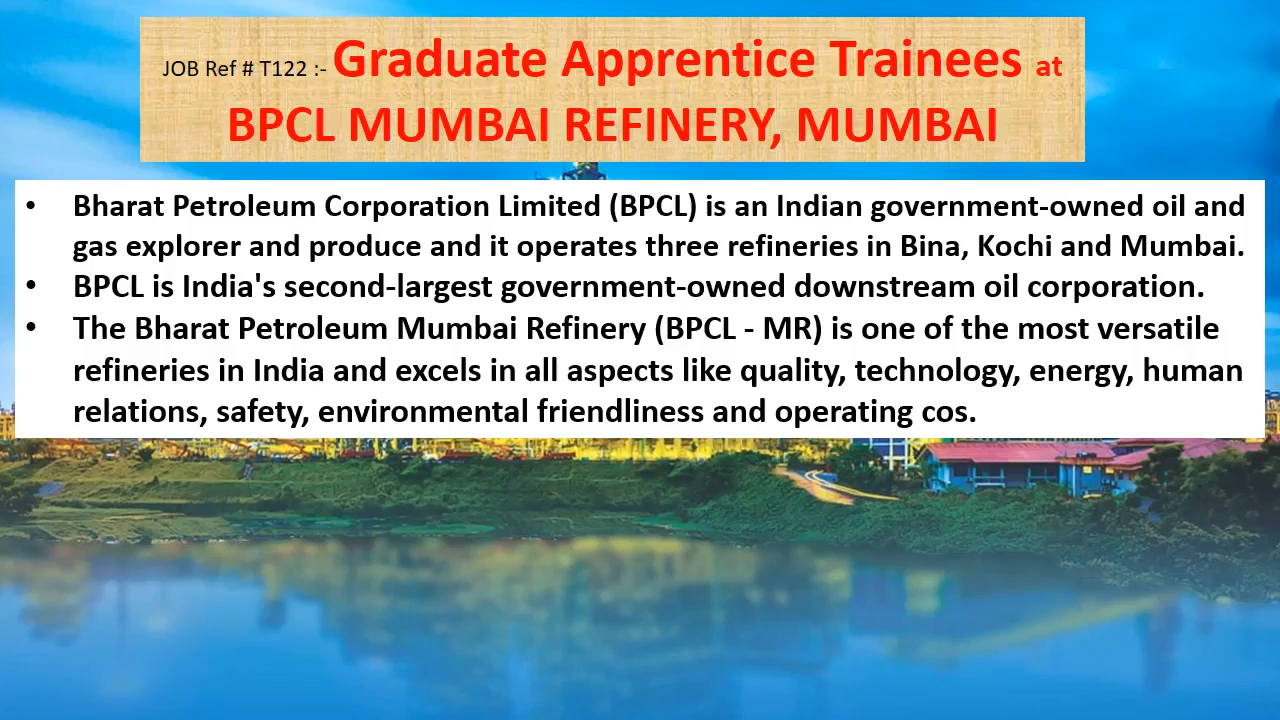 JOB Ref # T122 :- Graduate Apprentice Trainees at
BPCL MUMBAI REFINERY, MUMBAI
• Bharat Petroleum Corporation Limited (BPCL) is an Indian government-owned oil and
gas explorer and produce and it operates three refineries in Bina, Kochi and Mumbai.
• BPCL is India's second-largest government-owned downstream oil corporation.
• The Bharat Petroleum Mumbai Refinery (BPCL - MR) is one of the most versatile
refineries in India and excels in all aspects like quality, technology, energy, human
relations, safety, environmental friendliness and operating cos.